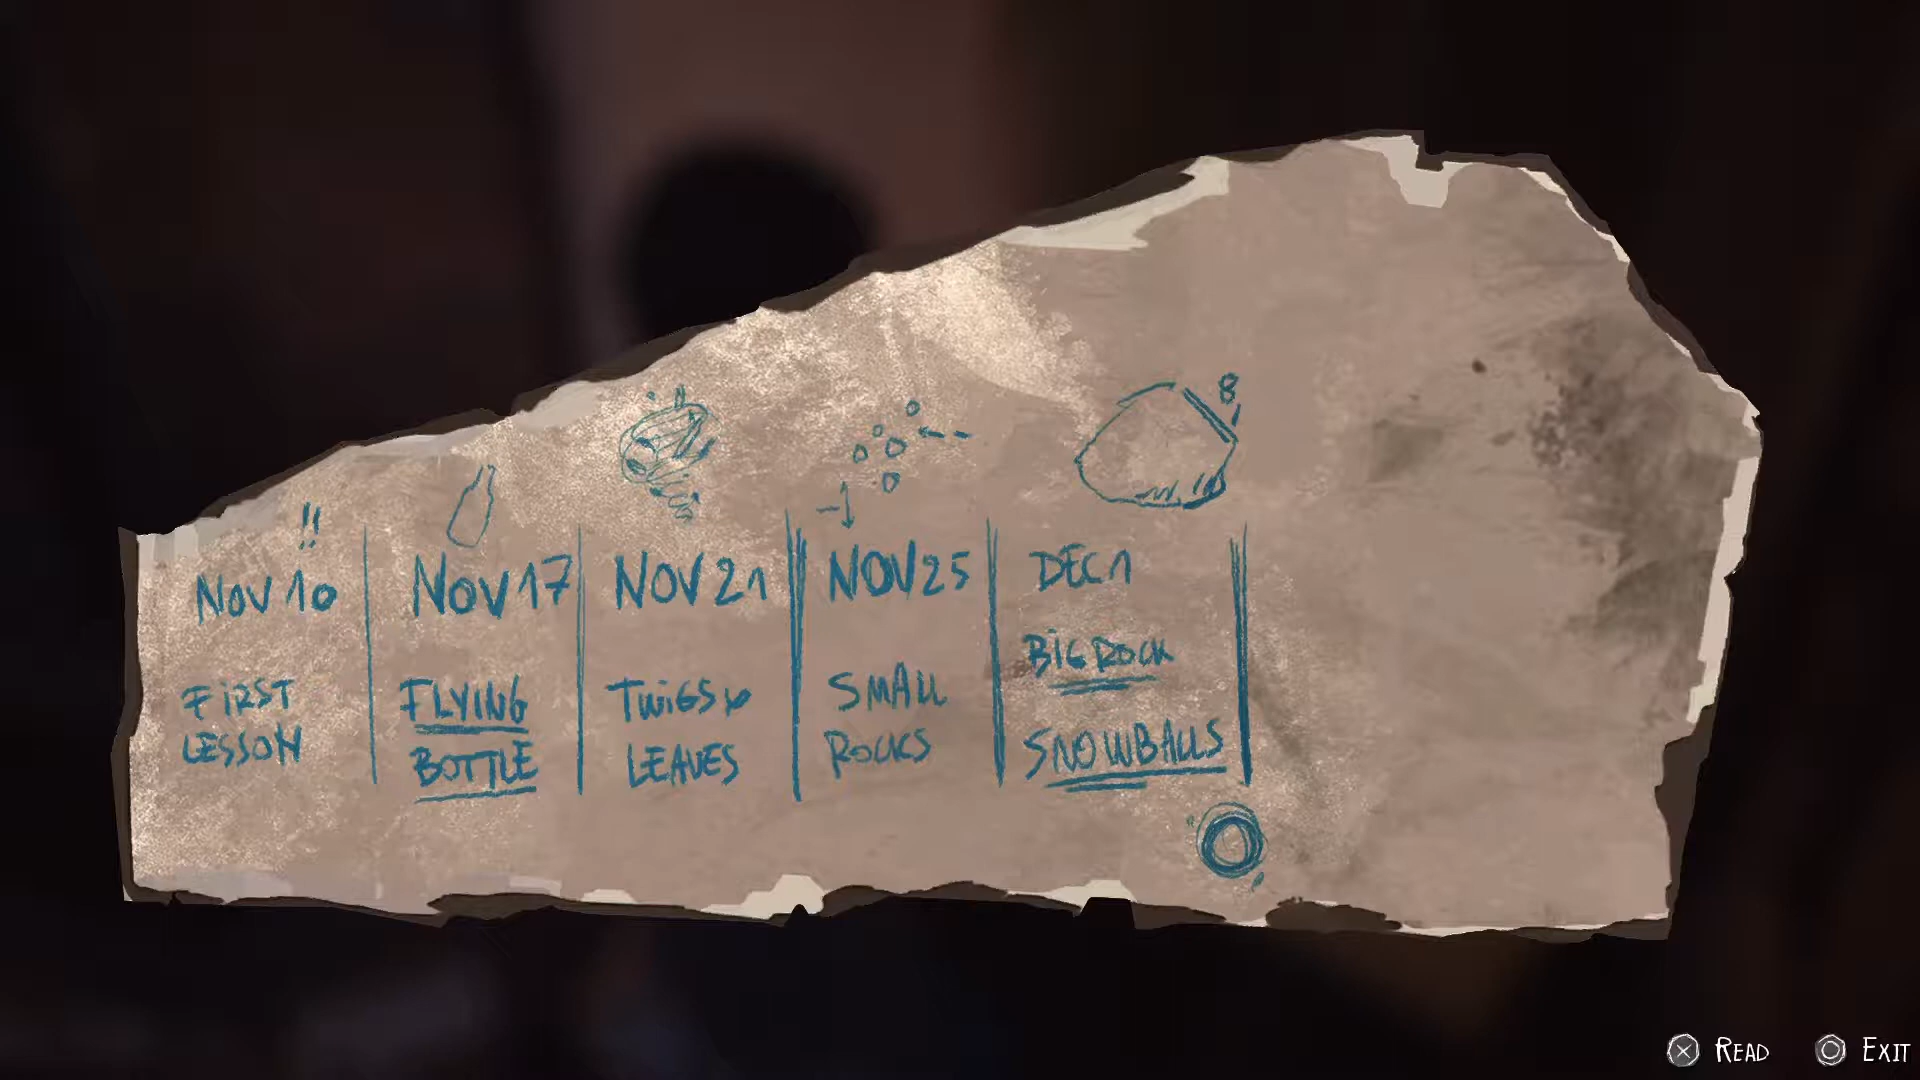 !!
8
NOV 10
NOV 17
NOV 21
NOV 25
DEC 1
FIRST
LESSON
FLYING
BOTTLE
TWIGS &
LEAVES
SMALL
ROCKS
BIG ROCK
SNOWBALLS
READ
EXIT